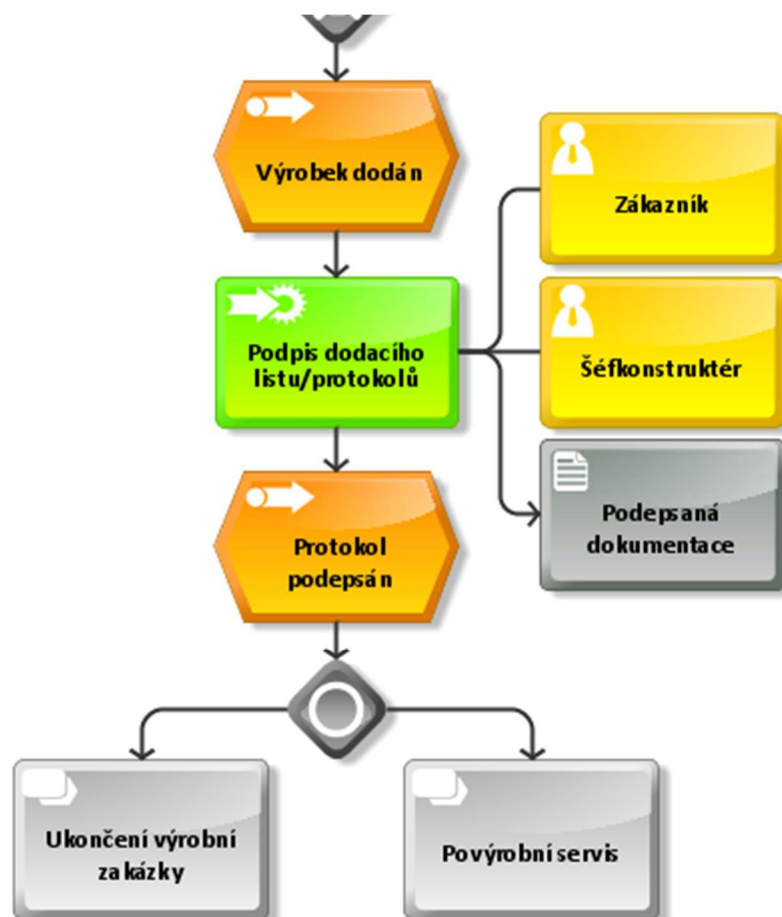 Výrobek dodán
Zákazník
Podpis dodacího
listu/protokolů
Šéfkonstruktér
Protokol
podepsán
Podepsaná
dokumentace
Ukončení výrobní
zakázky
Povýrobní servis